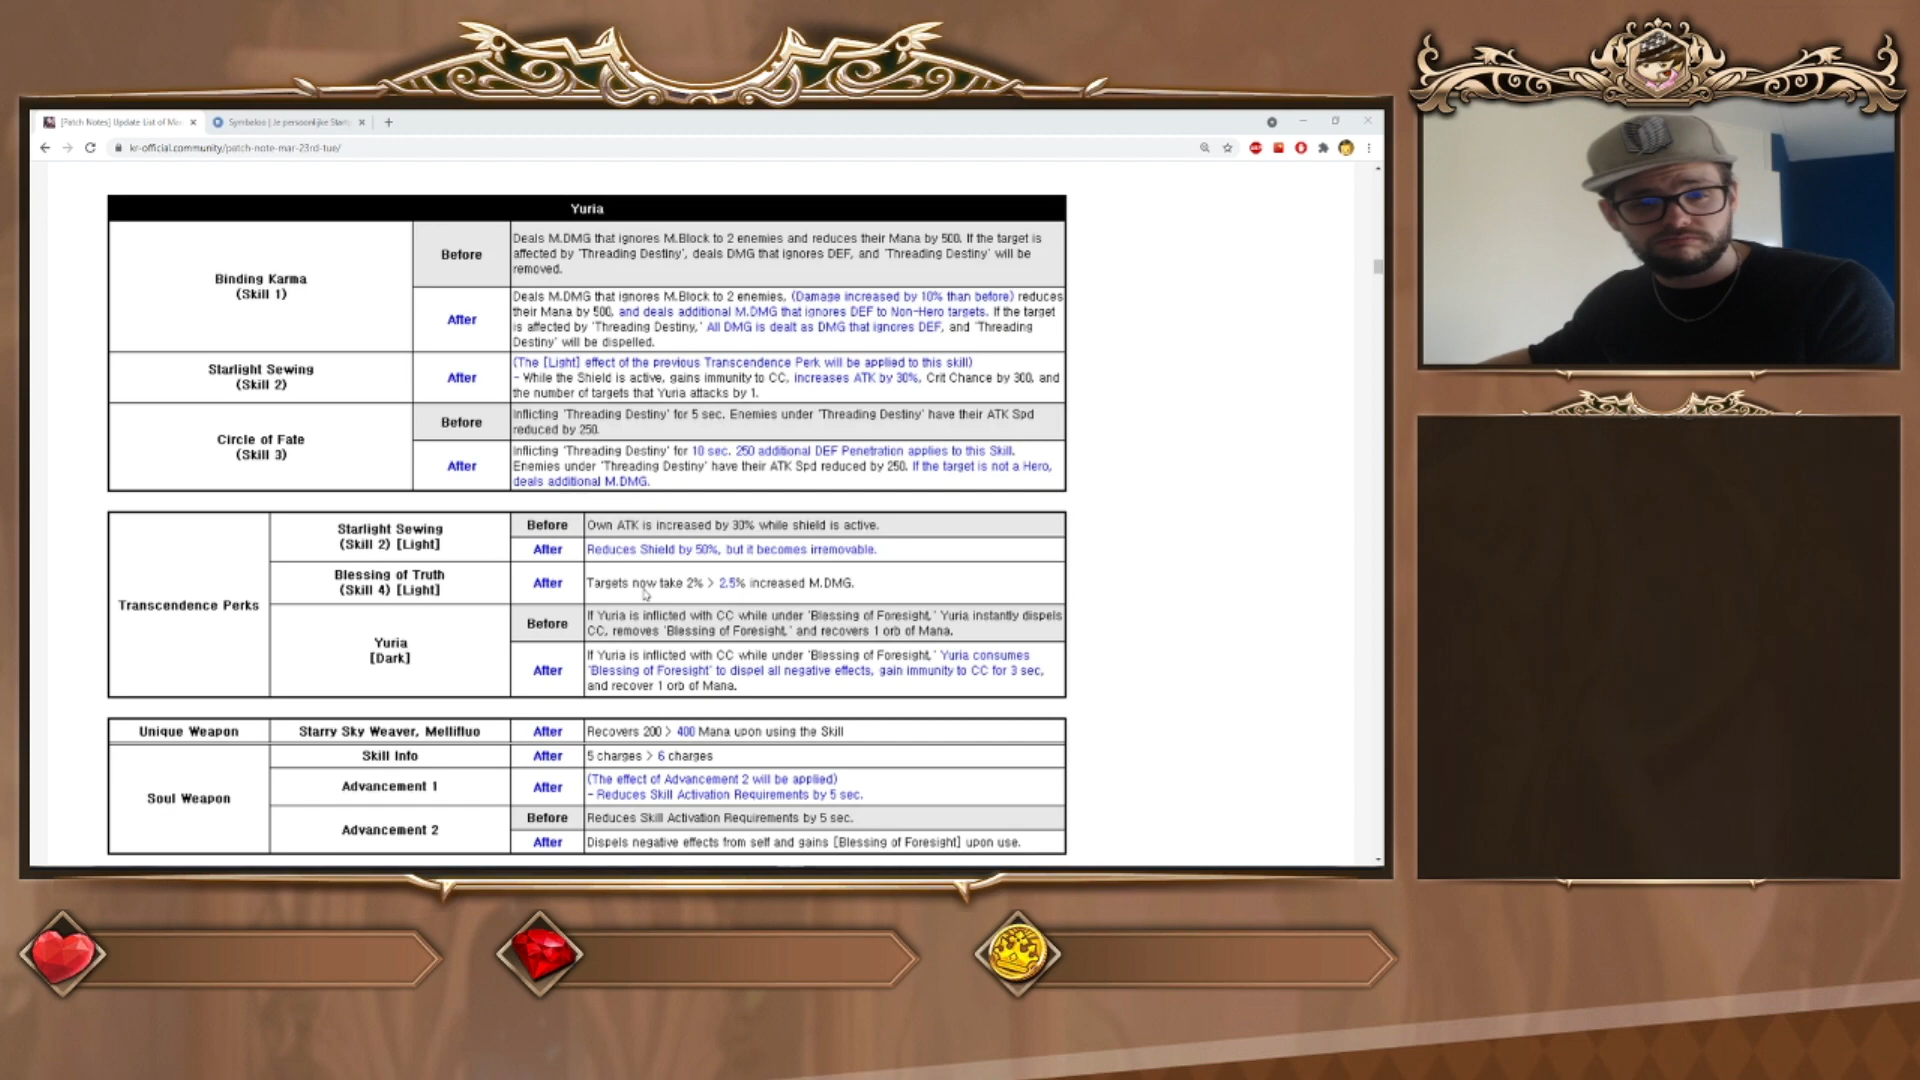 [Patch Notes] Update List of Ma
Symbaloo | Je persoonlijke Start
kr-official.community/patch-note-mar-23rd-tue/
Yuria
Binding Karma
(Skill 1)
Before
Deals M.DMG that ignores M.Block to 2 enemies and reduces their Mana by 500. If the target is
affected by 'Threading Destiny', deals DMG that ignores DEF, and 'Threading Destiny' will be
removed.
After
Deals M.DMG that ignores M.Block to 2 enemies, (Damage increased by 10% than before) reduces
their Mana by 500, and deals additional M.DMG that ignores DEF to Non-Hero targets. If the target
is affected by 'Threading Destiny,' All DMG is dealt as DMG that ignores DEF, and 'Threading
Destiny' will be dispelled.
Starlight Sewing
(Skill 2)
After
(The [Light] effect of the previous Transcendence Perk will be applied to this skill)
- While the Shield is active, gains immunity to CC, increases ATK by 30%, Crit Chance by 300, and
the number of targets that Yuria attacks by 1.
Circle of Fate
(Skill 3)
Before
Inflicting 'Threading Destiny' for 5 sec. Enemies under 'Threading Destiny' have their ATK Spd
reduced by 250.
After
Inflicting 'Threading Destiny' for 10 sec. 250 additional DEF Penetration applies to this Skill.
Enemies under 'Threading Destiny' have their ATK Spd reduced by 250. If the target is not a Hero,
deals additional M.DMG.
Transcendence Perks
Starlight Sewing
(Skill 2) [Light]
Before
Own ATK is increased by 30% while shield is active.
After
Reduces Shield by 50%, but it becomes irremovable.
Blessing of Truth
(Skill 4) [Light]
After
Targets now take 2% > 2.5% increased M.DMG.
Yuria
[Dark]
Before
If Yuria is inflicted with CC while under 'Blessing of Foresight,' Yuria instantly dispels
CC, removes 'Blessing of Foresight,' and recovers 1 orb of Mana.
After
If Yuria is inflicted with CC while under 'Blessing of Foresight,' Yuria consumes
'Blessing of Foresight' to dispel all negative effects, gain immunity to CC for 3 sec,
and recover 1 orb of Mana.
Unique Weapon
Starry Sky Weaver, Mellifluo
After
Recovers 200 > 400 Mana upon using the Skill
Soul Weapon
Skill Info
After
5 charges > 6 charges
Advancement 1
After
(The effect of Advancement 2 will be applied)
- Reduces Skill Activation Requirements by 5 sec.
Advancement 2
Before
Reduces Skill Activation Requirements by 5 sec.
After
Dispels negative effects from self and gains [Blessing of Foresight] upon use.